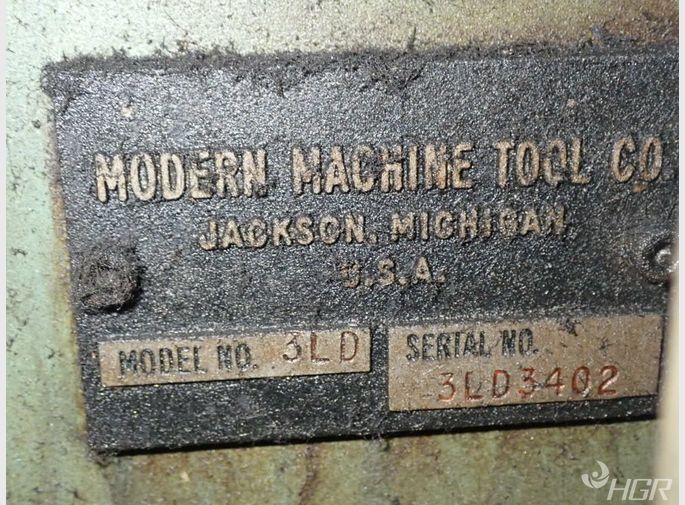 MODERN MACHINE TOOL CO.
JACKSON, MICHIGAN
U.S.A.
MODEL NO. 3LD
SERIAL NO.
3LD3402
HGR